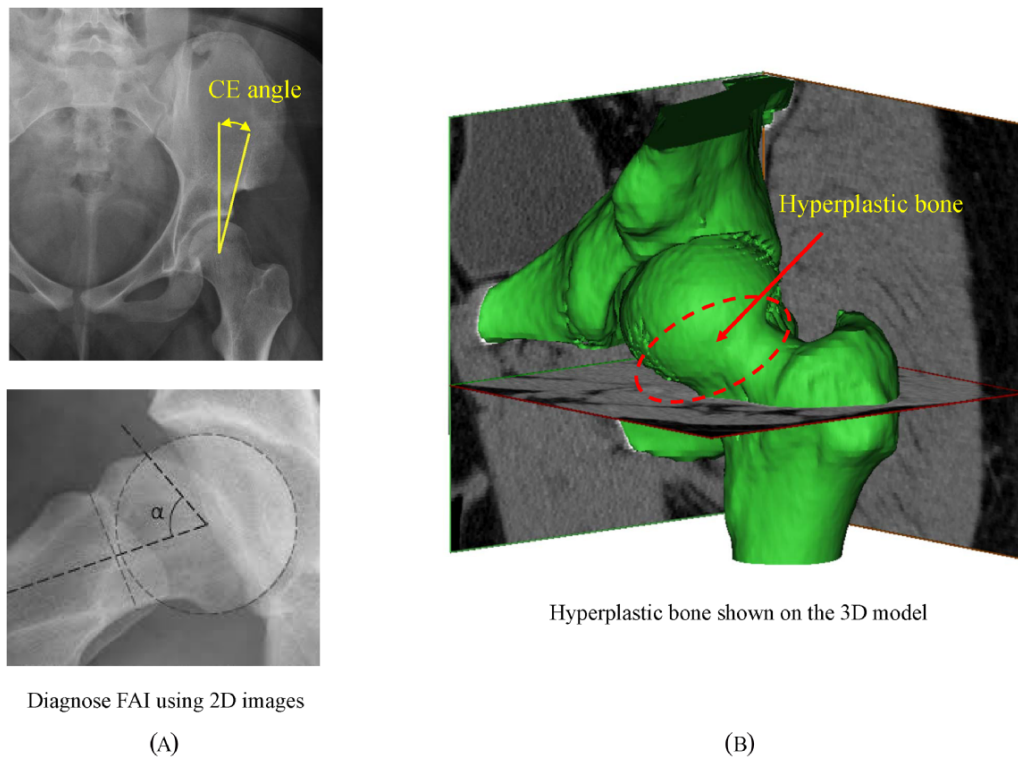 CE angle
α
Diagnose FAI using 2D images
(A)
Hyperplastic bone
Hyperplastic bone shown on the 3D model
(B)